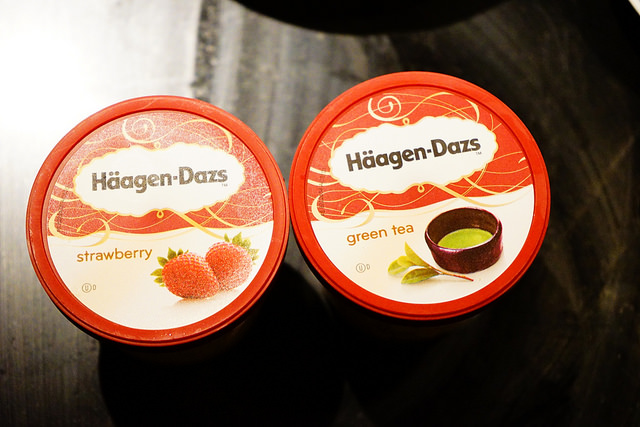 Häagen-Dazs
strawberry
Ⓤ D
Häagen-Dazs
green tea
Ⓤ D